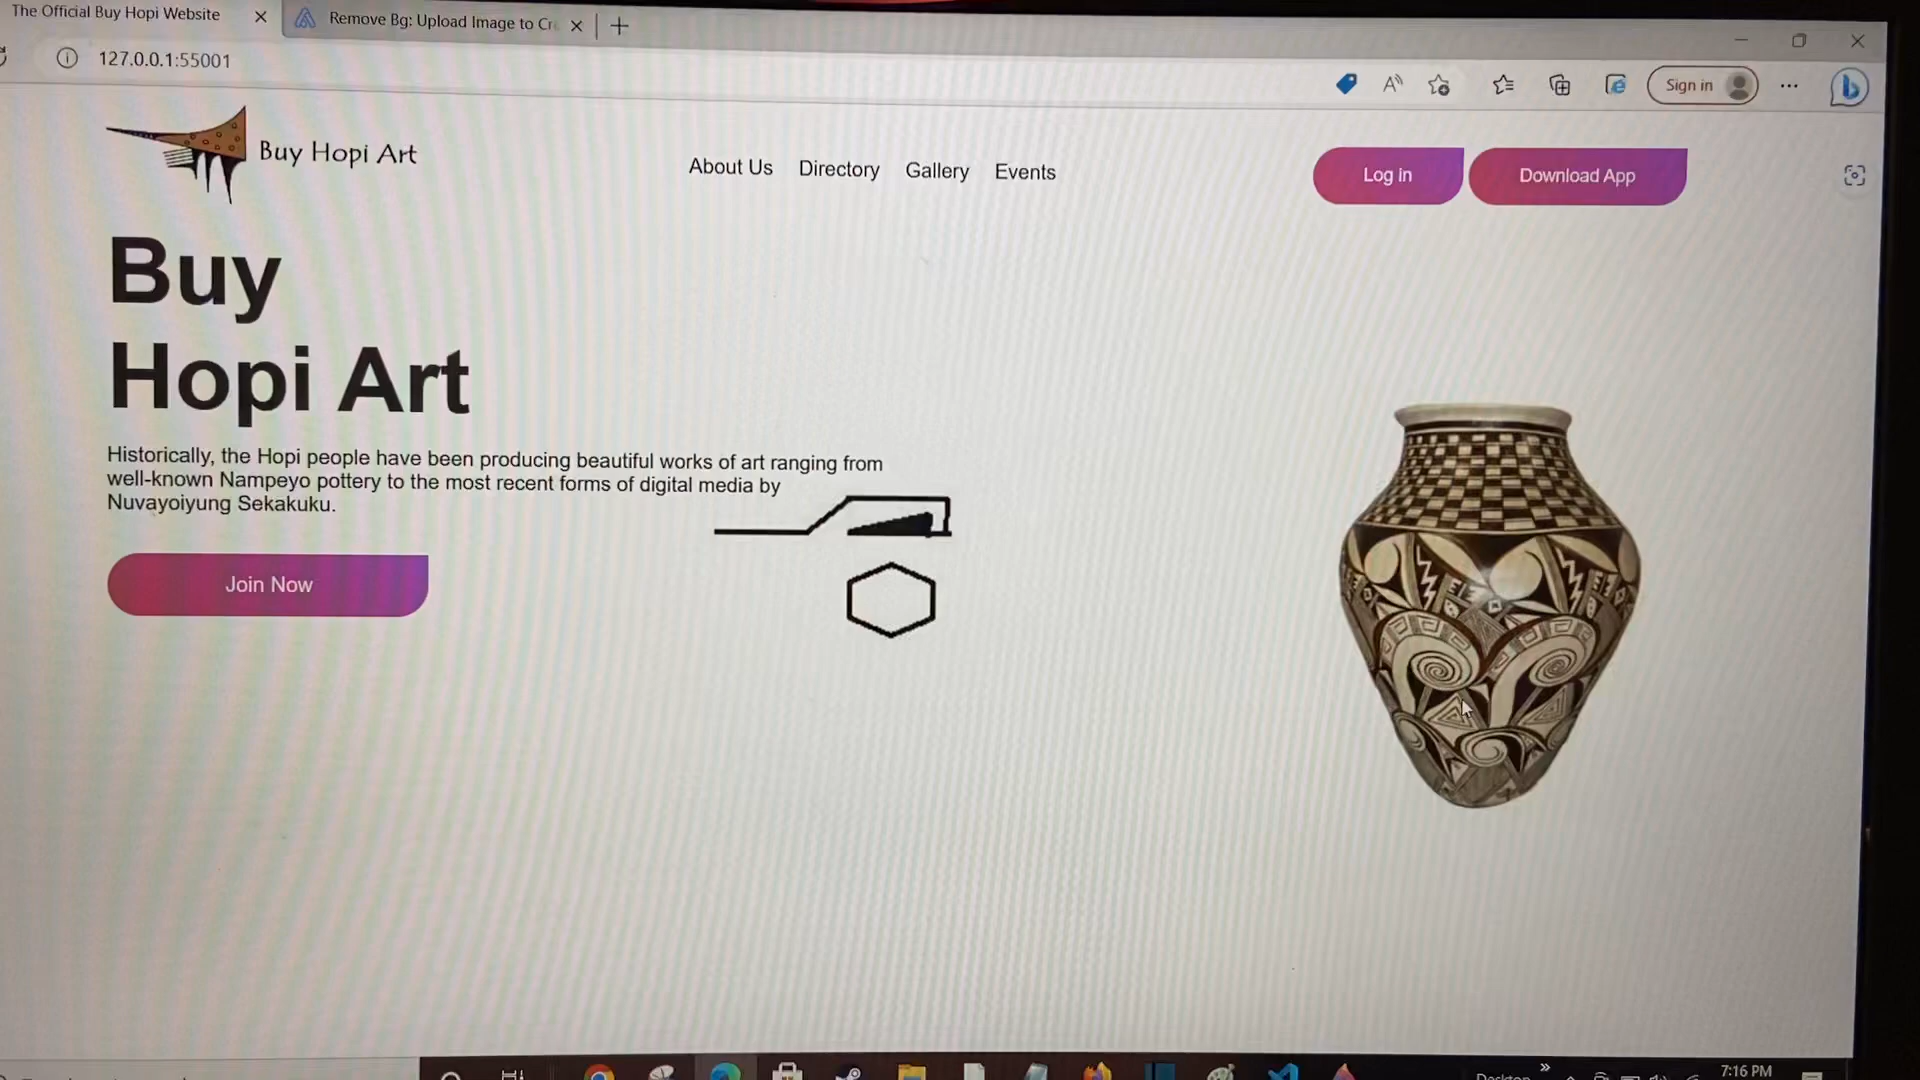 The Official Buy Hopi Website
Remove Bg: Upload Image to Cr
127.0.0.1:55001
Sign in
Buy Hopi Art
About Us Directory Gallery Events
Log in
Download App
Buy
Hopi Art
Historically, the Hopi people have been producing beautiful works of art ranging from
well-known Nampeyo pottery to the most recent forms of digital media by
Nuvayoiyung Sekakuku.
Join Now
Desktop
7:16 PM